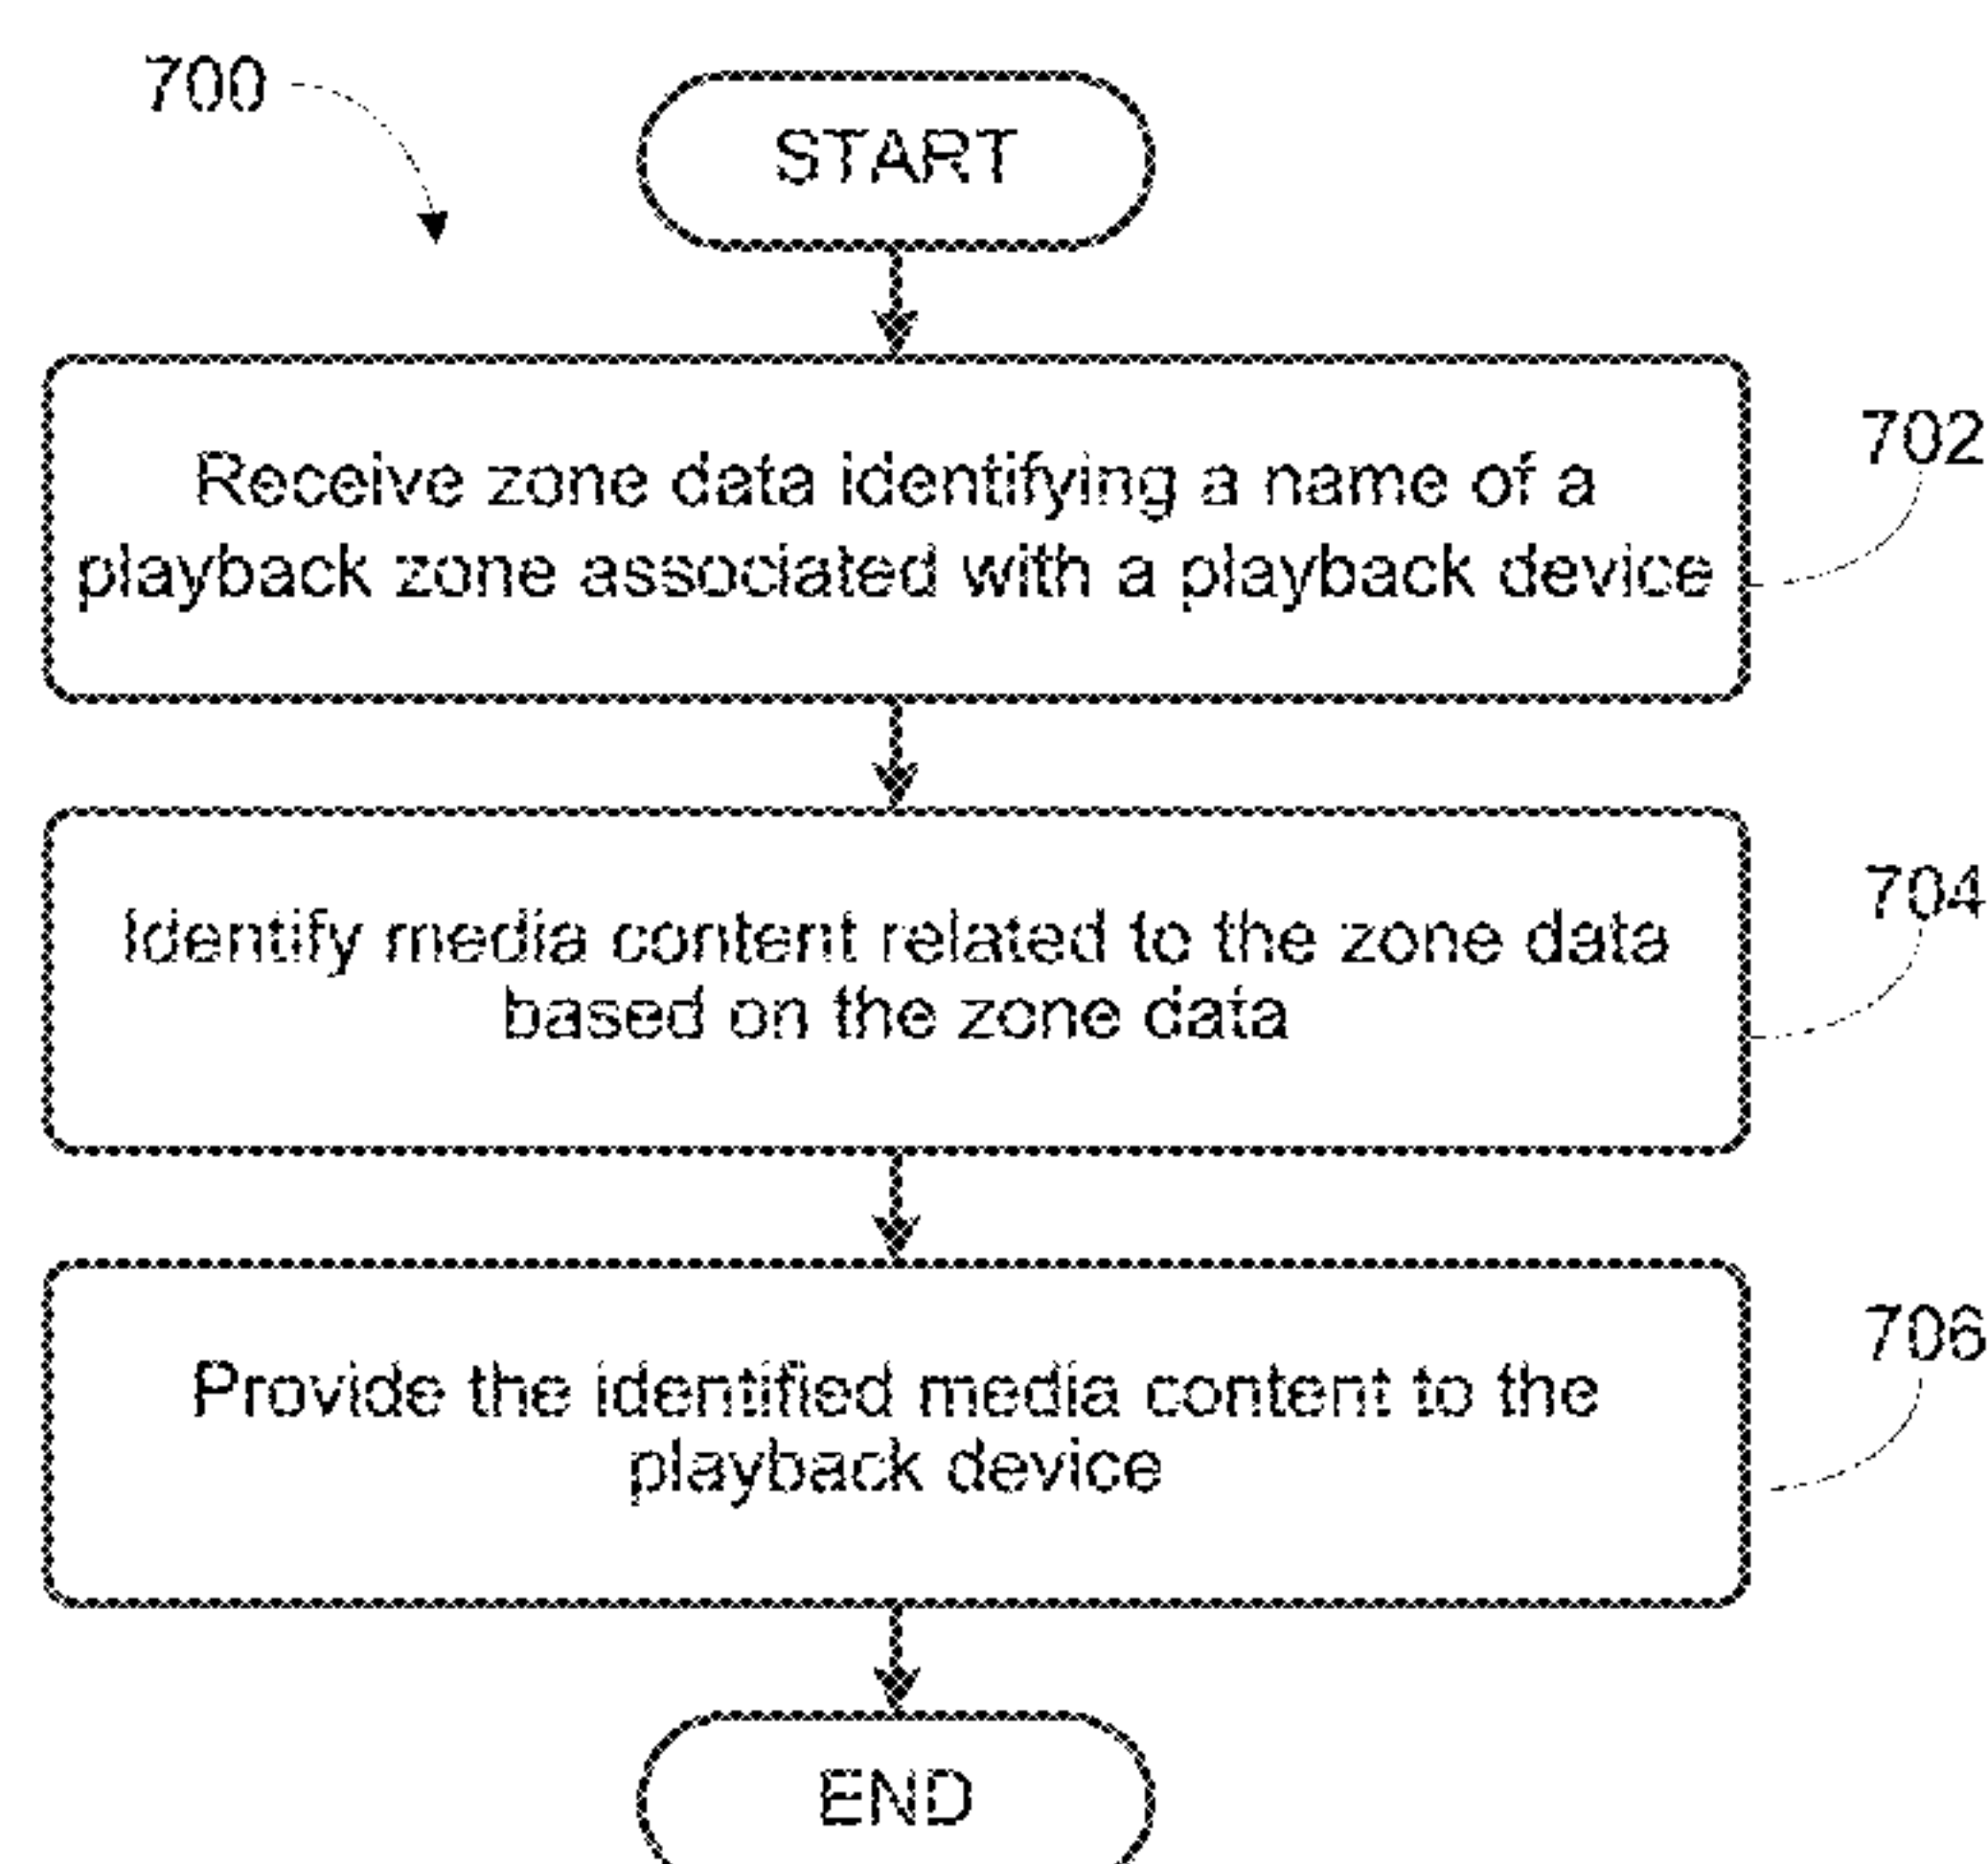 700
START
Receive zone data identifying a name of a
playback zone associated with a playback device
702
Identify media content related to the zone data
based on the zone data
704
Provide the identified media content to the
playback device
706
END